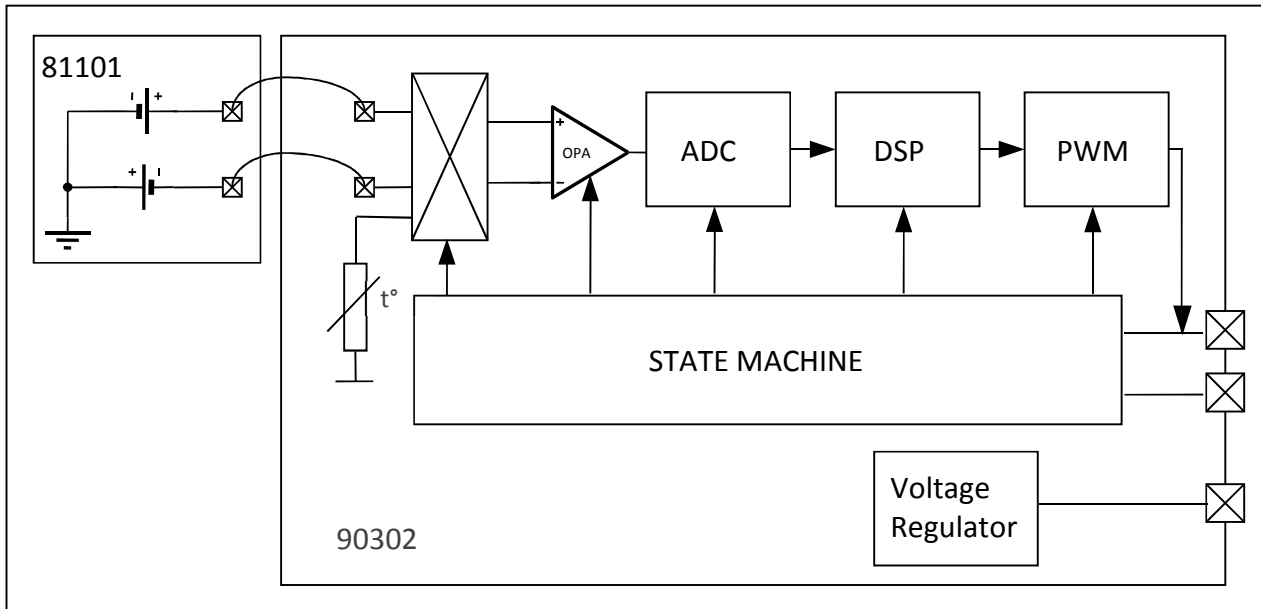 81101
+
+
+
OPA
−
ADC
DSP
PWM
t°
STATE MACHINE
Voltage
Regulator
90302